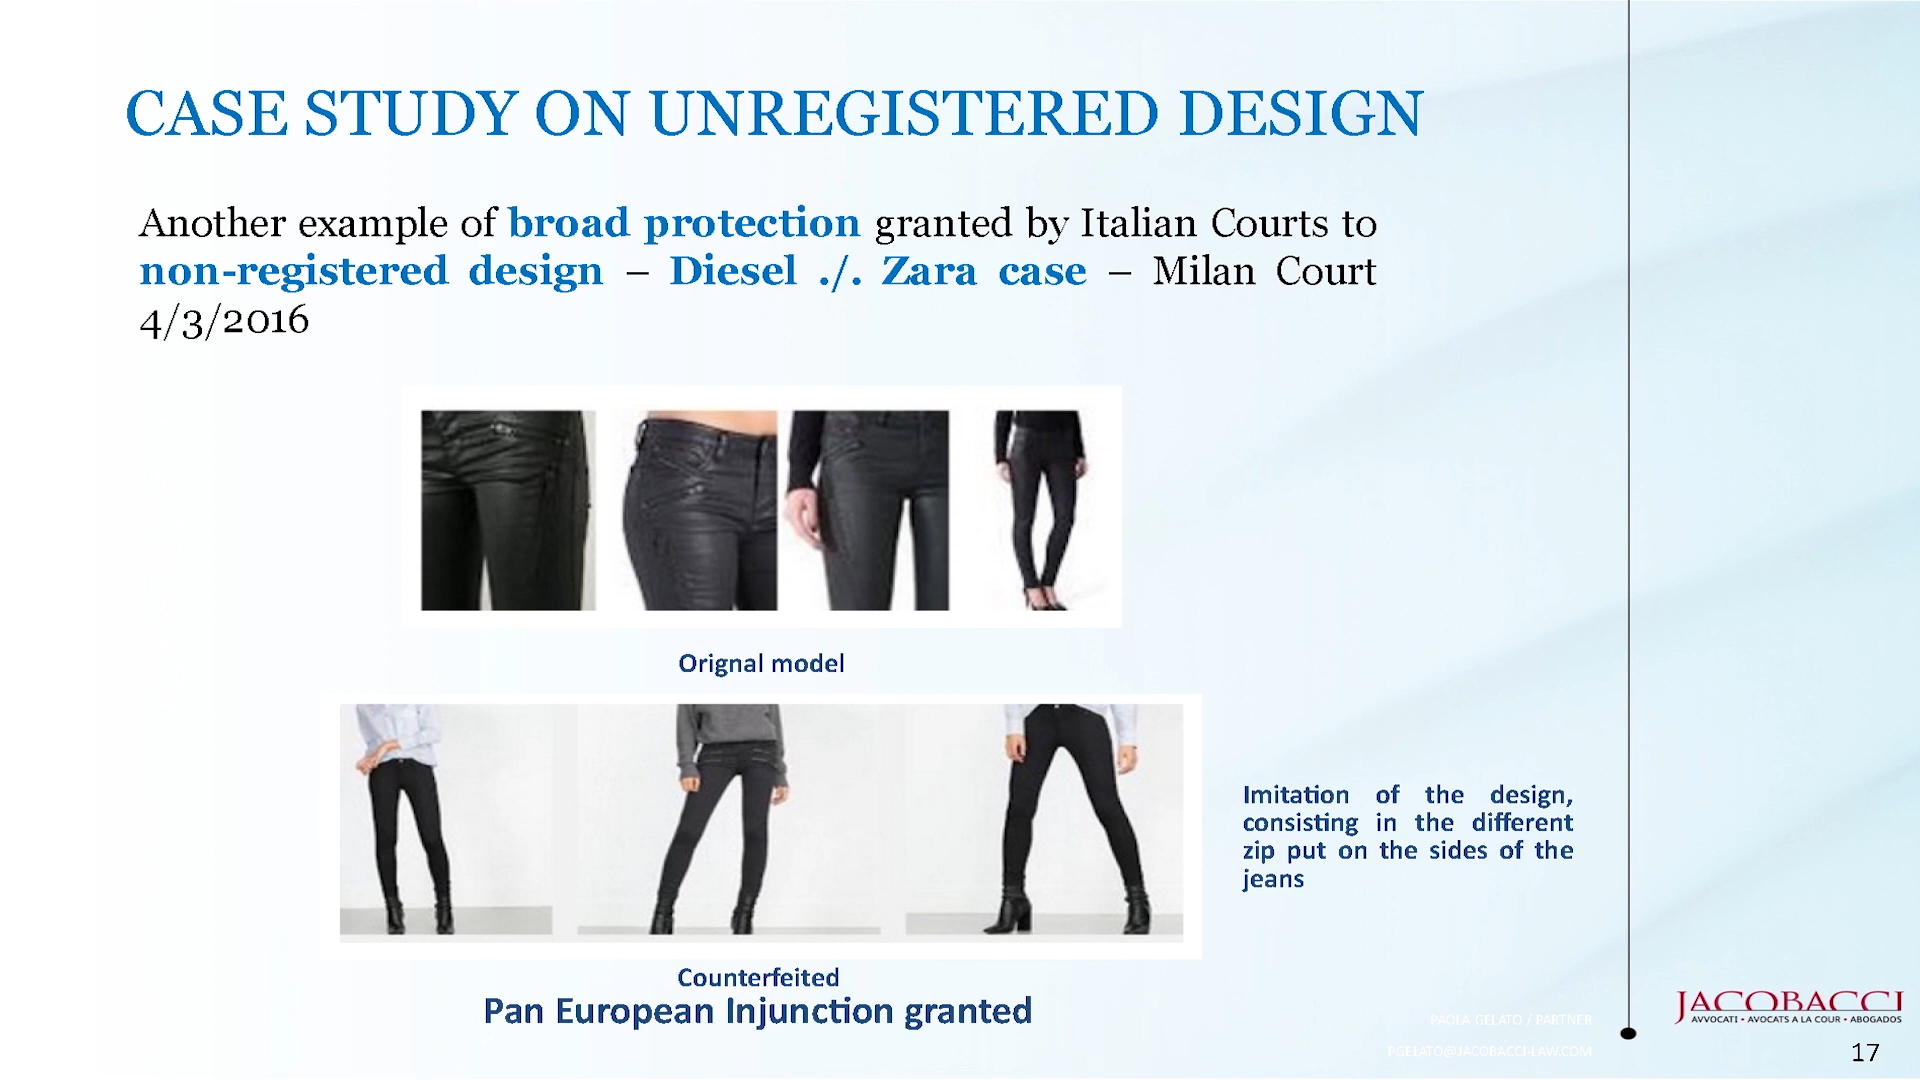 CASE STUDY ON UNREGISTERED DESIGN
Another example of broad protection granted by Italian Courts to
non-registered design – Diesel ./. Zara case – Milan Court
4/3/2016
Orignal model
Imitation of the design,
consisting in the different
zip put on the sides of the
jeans
Counterfeited
Pan European Injunction granted
PAOLA GELATO / PARTNER
PGELATO@JACOBACCI-LAW.COM
JACOBACCI
AVVOCATI • AVOCATS A LA COUR • ABOGADOS
17